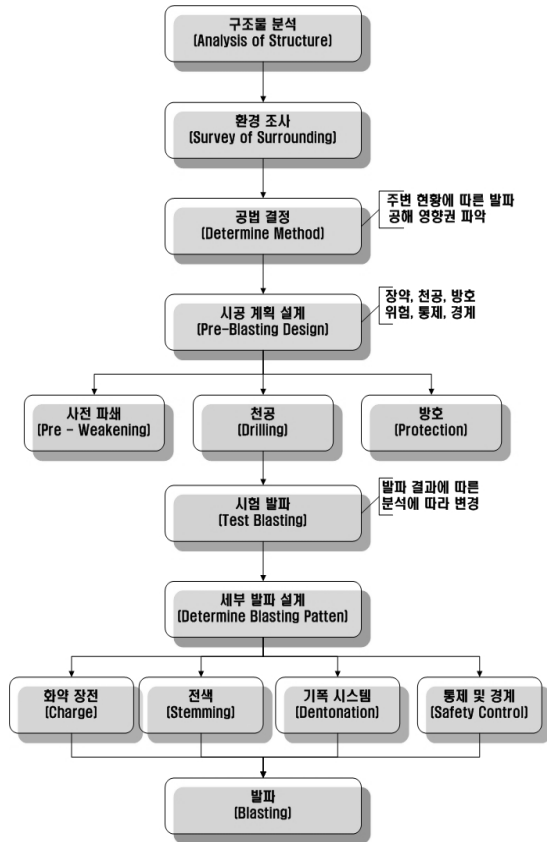 구조물 분석
(Analysis of Structure)
환경 조사
(Survey of Surrounding)
공법 결정
(Determine Method)
주변 현황에 따른 발파
공해 영향권 파악
시공 계획 설계
(Pre-Blasting Design)
장약, 천공, 방호
위험, 통제, 경계
사전 파쇄
(Pre - Weakening)
천공
(Drilling)
방호
(Protection)
시험 발파
(Test Blasting)
발파 결과에 따른
분석에 따라 변경
세부 발파 설계
(Determine Blasting Patten)
화약 장전
(Charge)
전색
(Stemming)
기폭 시스템
(Dentonation)
통제 및 경계
(Safety Control)
발파
(Blasting)